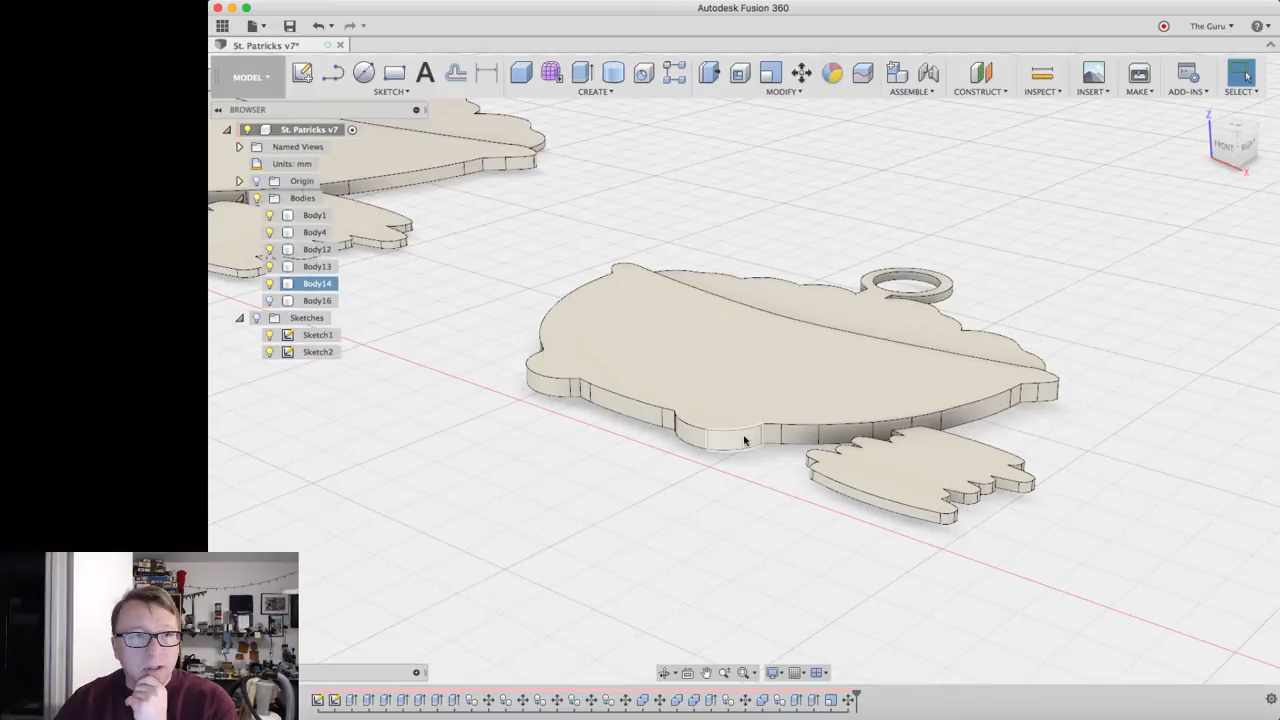 Autodesk Fusion 360
The Guru
St. Patricks v7*
MODEL
SKETCH
CREATE
MODIFY
ASSEMBLE
CONSTRUCT
INSPECT
INSERT
MAKE
ADD-INS
SELECT
BROWSER
St. Patricks v7
Named Views
Units: mm
Origin
Bodies
Body1
Body4
Body12
Body13
Body14
Body16
Sketches
Sketch1
Sketch2
Z
FRONT
RIGHT
X